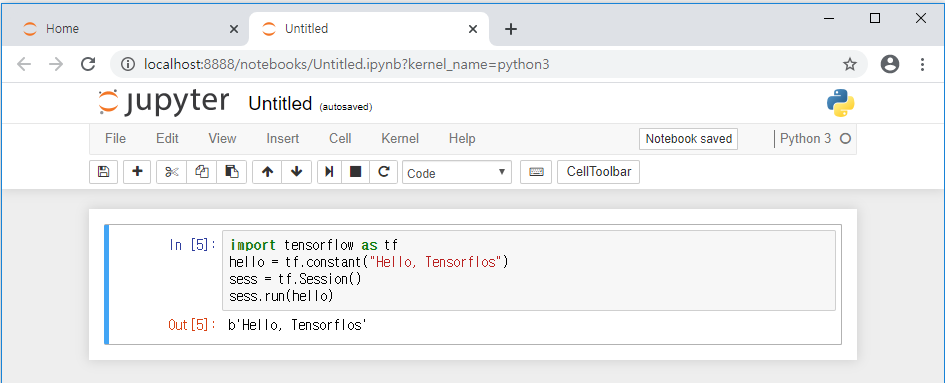 Home
Untitled
localhost:8888/notebooks/Untitled.ipynb?kernel_name=python3
jupyter Untitled (autosaved)
File Edit View Insert Cell Kernel Help Notebook saved Python 3
Code CellToolbar
In [5]: import tensorflow as tf
hello = tf.constant("Hello, Tensorflos")
sess = tf.Session()
sess.run(hello)
Out[5]: b'Hello, Tensorflos'